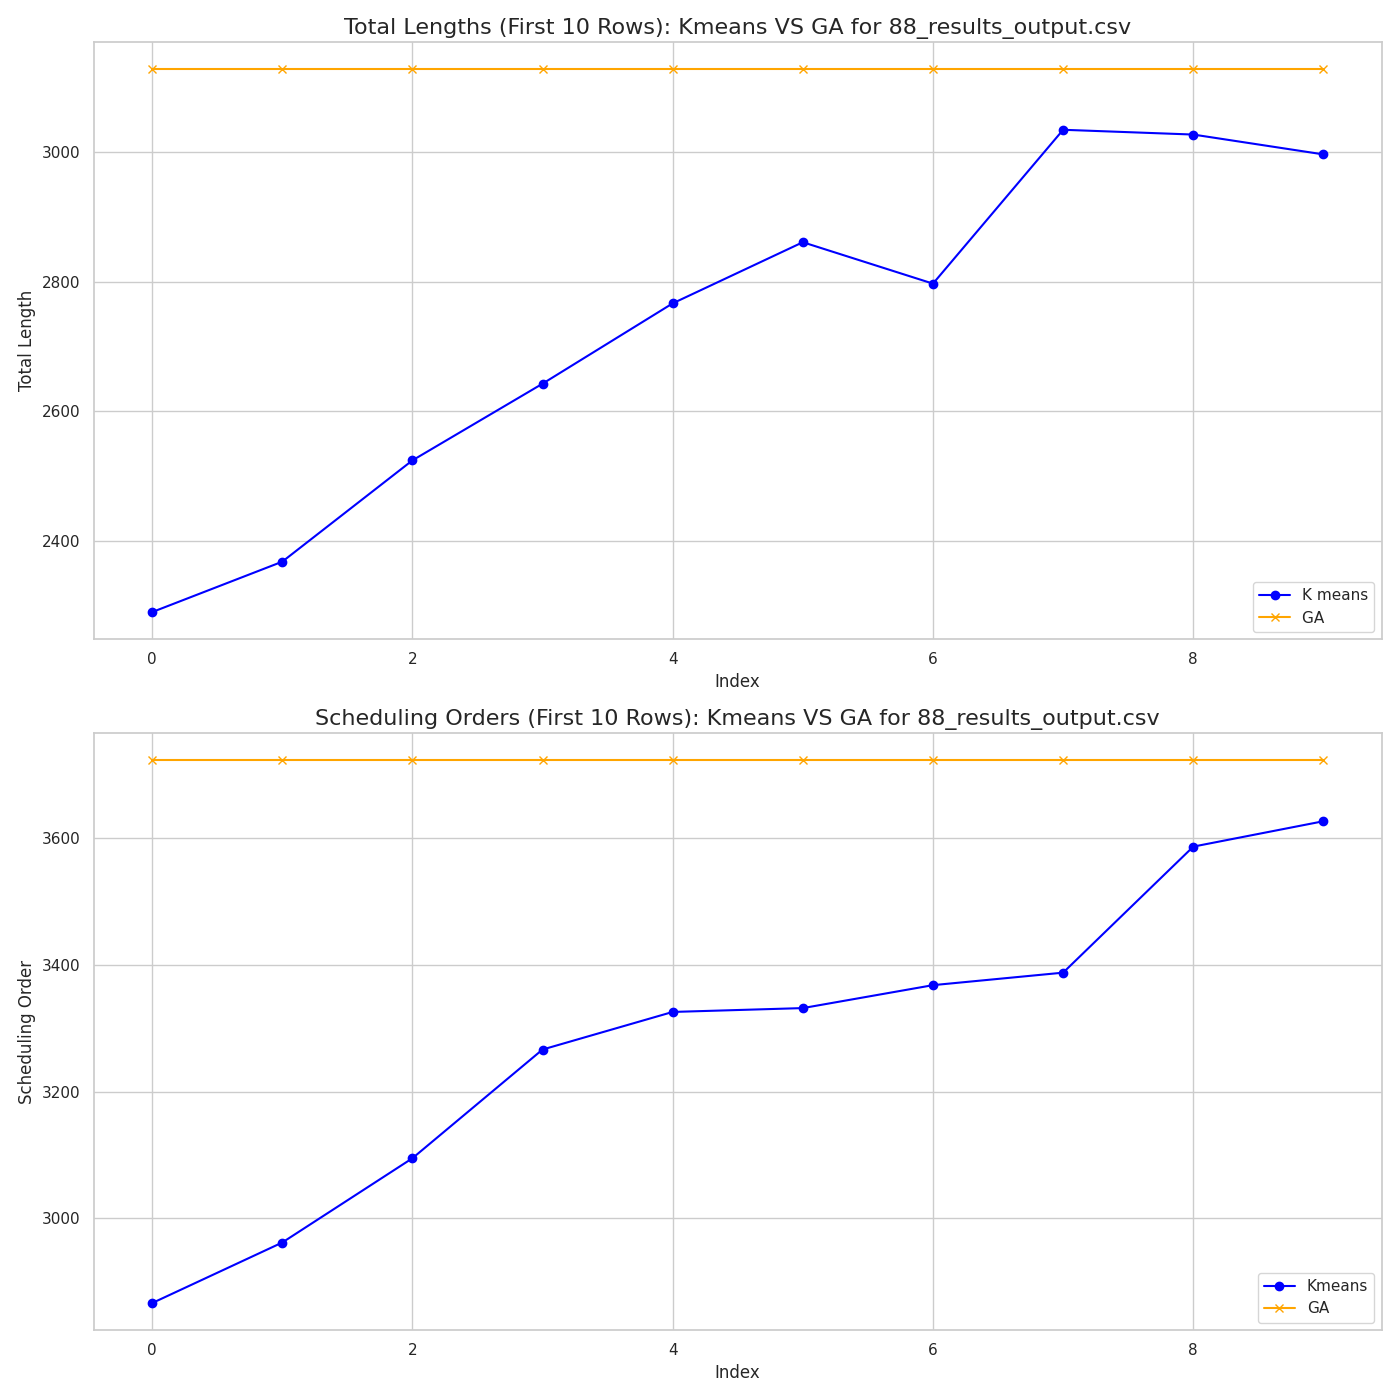 Total Lengths (First 10 Rows): Kmeans VS GA for 88_results_output.csv
3000
2800
2600
2400
Total Length
K means
GA
0 2 4 6 8
Index
Scheduling Orders (First 10 Rows): Kmeans VS GA for 88_results_output.csv
3600
3400
3200
3000
Scheduling Order
Kmeans
GA
0 2 4 6 8
Index